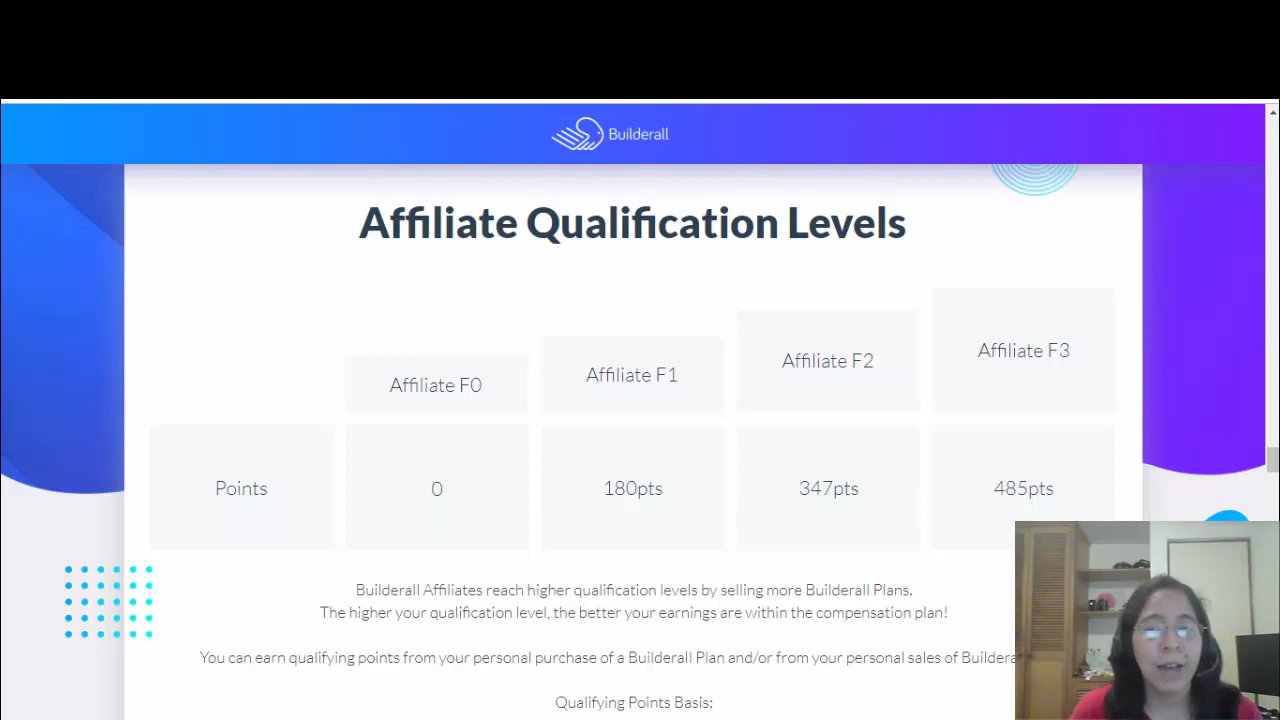 Builderall
Affiliate Qualification Levels
Affiliate F0
Affiliate F1
Affiliate F2
Affiliate F3
Points
0
180pts
347pts
485pts
Builderall Affiliates reach higher qualification levels by selling more Builderall Plans.
The higher your qualification level, the better your earnings are within the compensation plan!
You can earn qualifying points from your personal purchase of a Builderall Plan and/or from your personal sales of
Qualifying Points Basis: